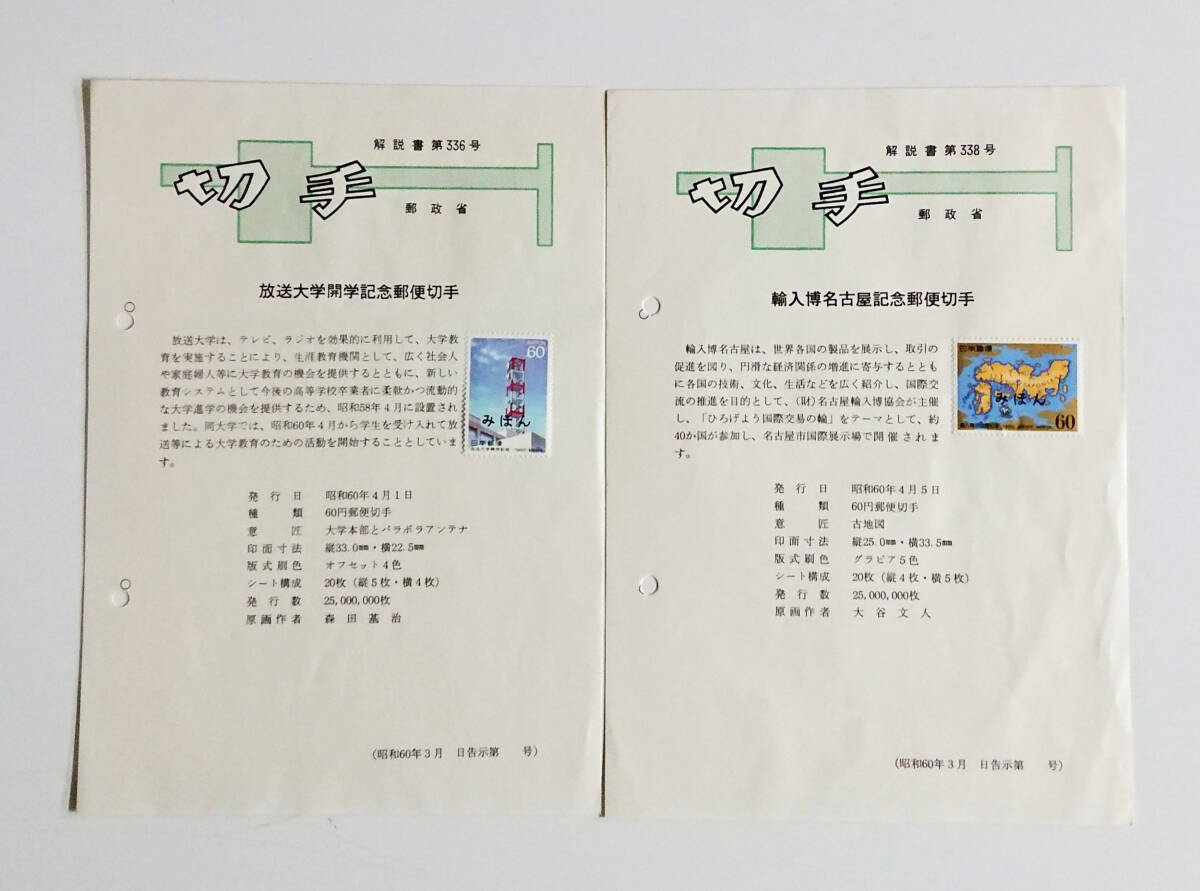 解説書第336号
切手
郵政省
放送大学開学記念郵便切手
放送大学は、テレビ、ラジオを効果的に利用して、大学教
育を実施することにより、生涯教育機関として、広く社会人
や家庭婦人等に大学教育の機会を提供するとともに、新しい
教育システムとして今後の高等学校卒業者に柔軟かつ流動的
な大学進学の機会を提供するため、昭和58年4月に設置され
ました。同大学では、昭和60年4月から学生を受け入れて放
送等による大学教育のための活動を開始することとしていま
す。
60
みほん
日本郵便
発行日 昭和60年4月1日
種類 60円郵便切手
意匠 大学本部とパラボラアンテナ
印面寸法 縦33.0mm・横22.5mm
版式刷色 オフセット4色
シート構成 20枚（縦5枚・横4枚）
発行数 25,000,000枚
原画作者 森田基治
（昭和60年3月 日告示第 号）
解説書第338号
切手
郵政省
輸入博名古屋記念郵便切手
輸入博名古屋は、世界各国の製品を展示し、取引の
促進を図り、円滑な経済関係の増進に寄与するととも
に各国の技術、文化、生活などを広く紹介し、国際交
流の推進を目的として、(財)名古屋輸入博協会が主催
し、「ひろげよう国際交易の輪」をテーマとして、約
40か国が参加し、名古屋市国際展示場で開催されま
す。
日本郵便
みほん
60
発行日 昭和60年4月5日
種類 60円郵便切手
意匠 古地図
印面寸法 縦25.0mm・横33.5mm
版式刷色 グラビア5色
シート構成 20枚（縦4枚・横5枚）
発行数 25,000,000枚
原画作者 大谷文人
（昭和60年3月 日告示第 号）